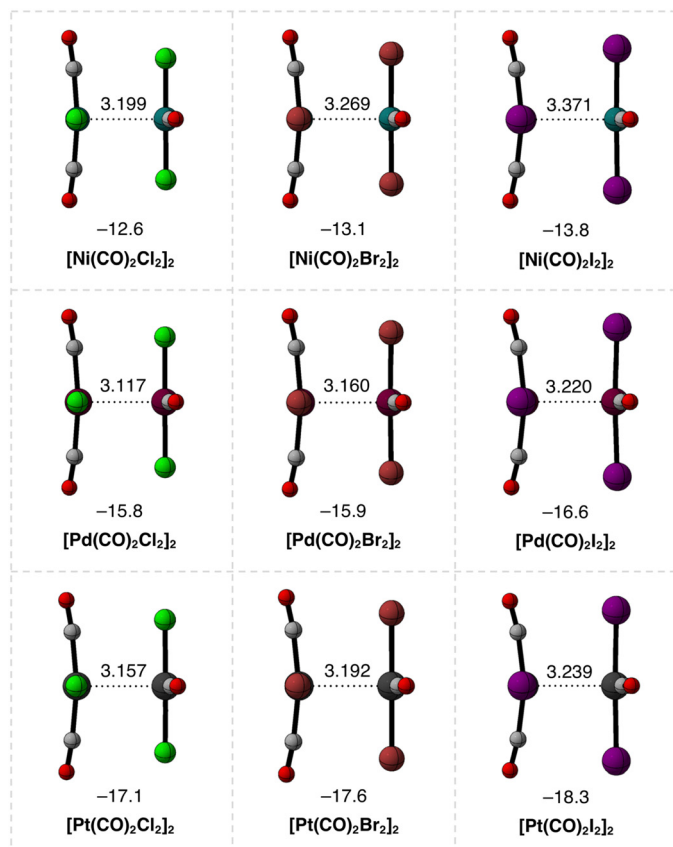 3.199 3.269 3.371
–12.6 –13.1 –13.8
[Ni(CO)₂Cl₂]₂ [Ni(CO)₂Br₂]₂ [Ni(CO)₂I₂]₂
3.117 3.160 3.220
–15.8 –15.9 –16.6
[Pd(CO)₂Cl₂]₂ [Pd(CO)₂Br₂]₂ [Pd(CO)₂I₂]₂
3.157 3.192 3.239
–17.1 –17.6 –18.3
[Pt(CO)₂Cl₂]₂ [Pt(CO)₂Br₂]₂ [Pt(CO)₂I₂]₂